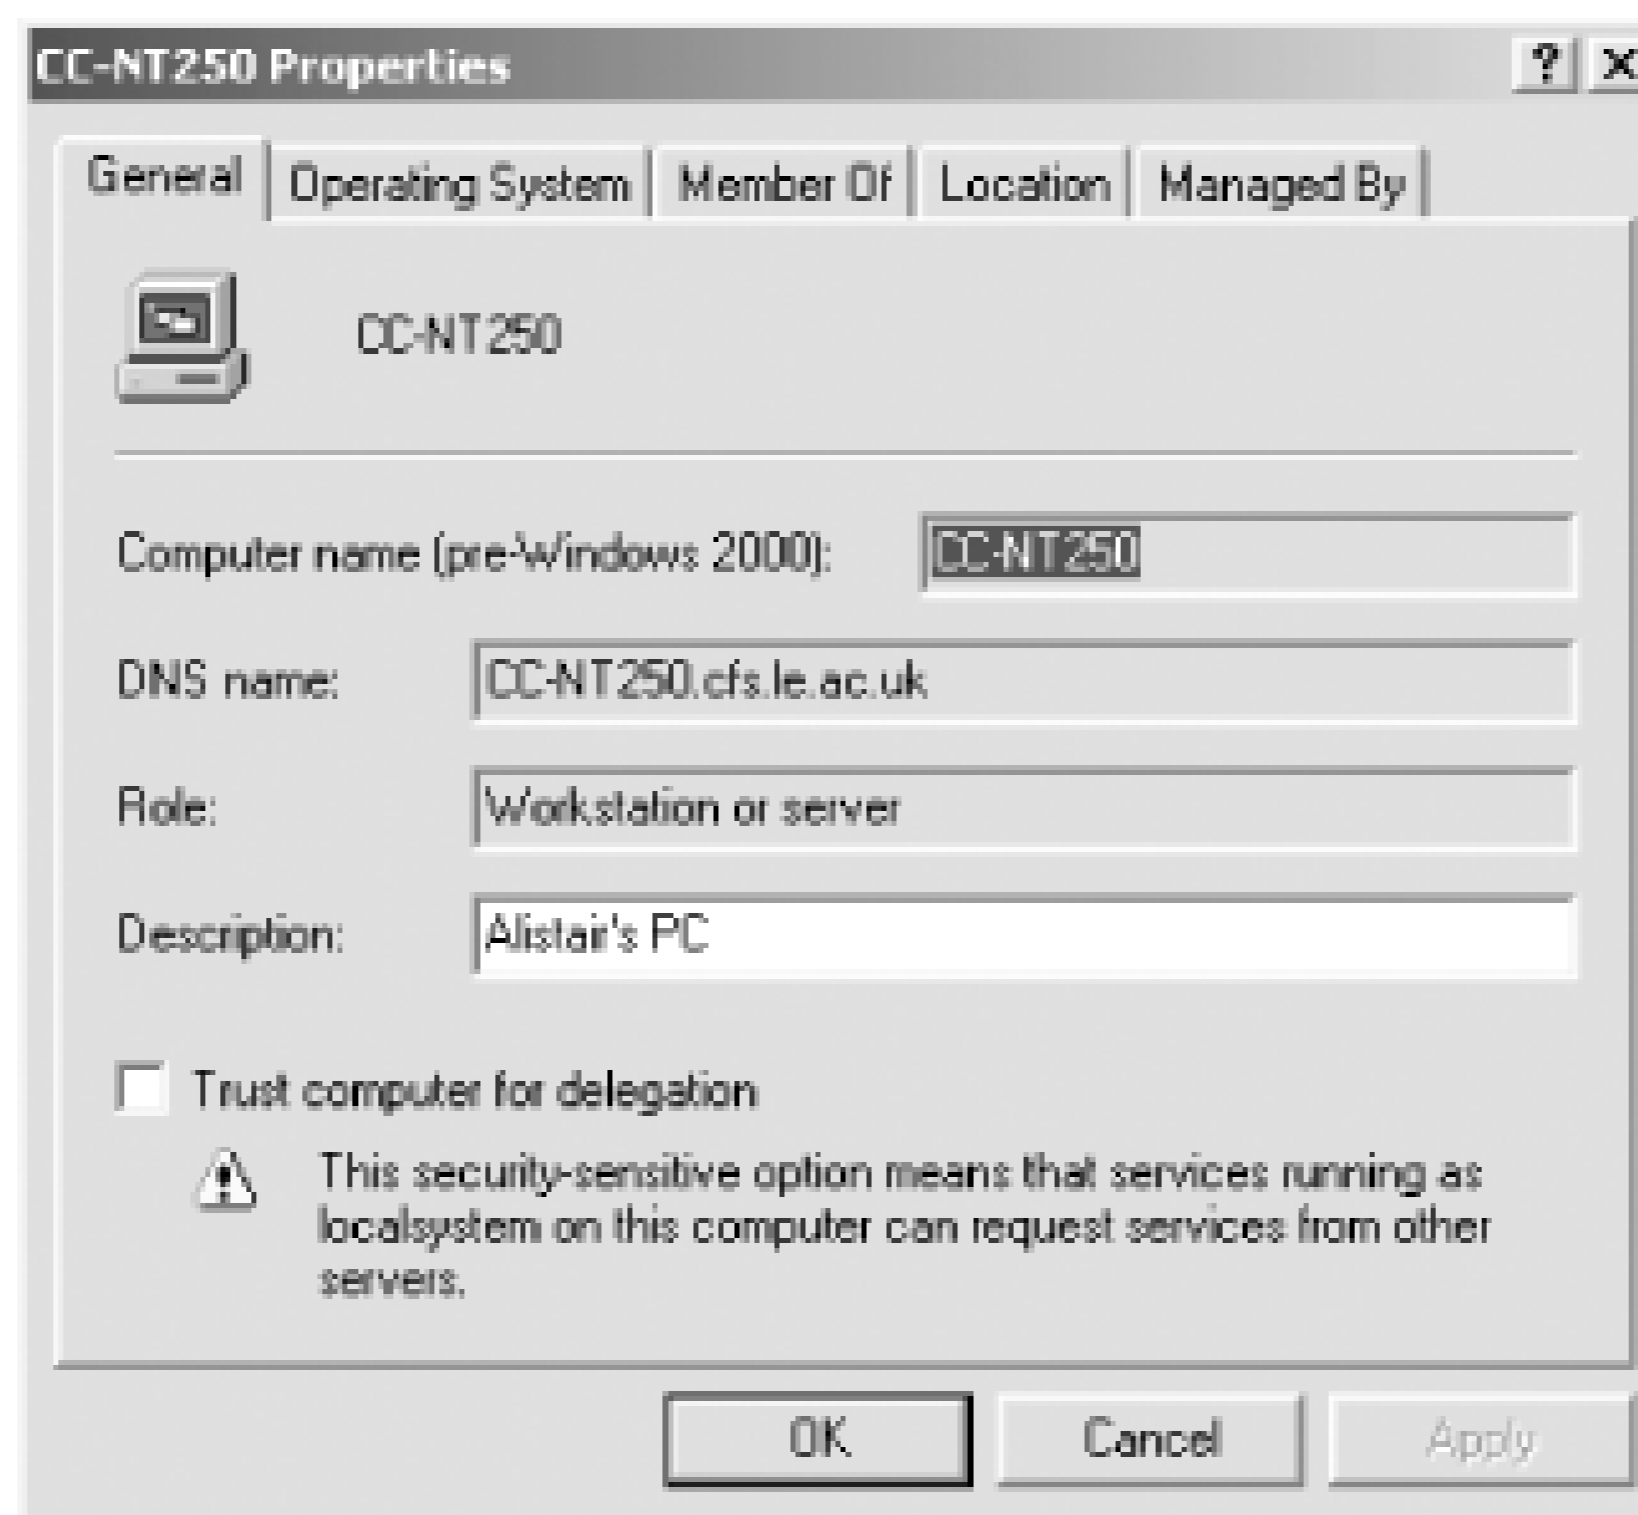 CC-NT250 Properties
General Operating System Member Of Location Managed By
CC-NT250
Computer name (pre-Windows 2000): CC-NT250
DNS name: CC-NT250.cfs.le.ac.uk
Role: Workstation or server
Description: Alistair's PC
Trust computer for delegation
This security-sensitive option means that services running as
localsystem on this computer can request services from other
servers.
OK Cancel Apply